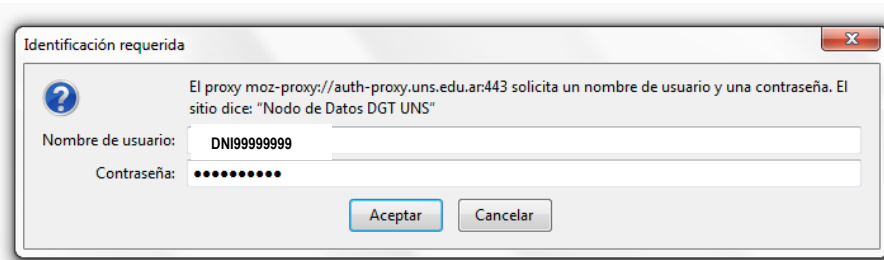 Identificación requerida
El proxy moz-proxy://auth-proxy.uns.edu.ar:443 solicita un nombre de usuario y una contraseña. El
sitio dice: "Nodo de Datos DGT UNS"
Nombre de usuario: DNI99999999
Contraseña: ●●●●●●●●●●
Aceptar Cancelar